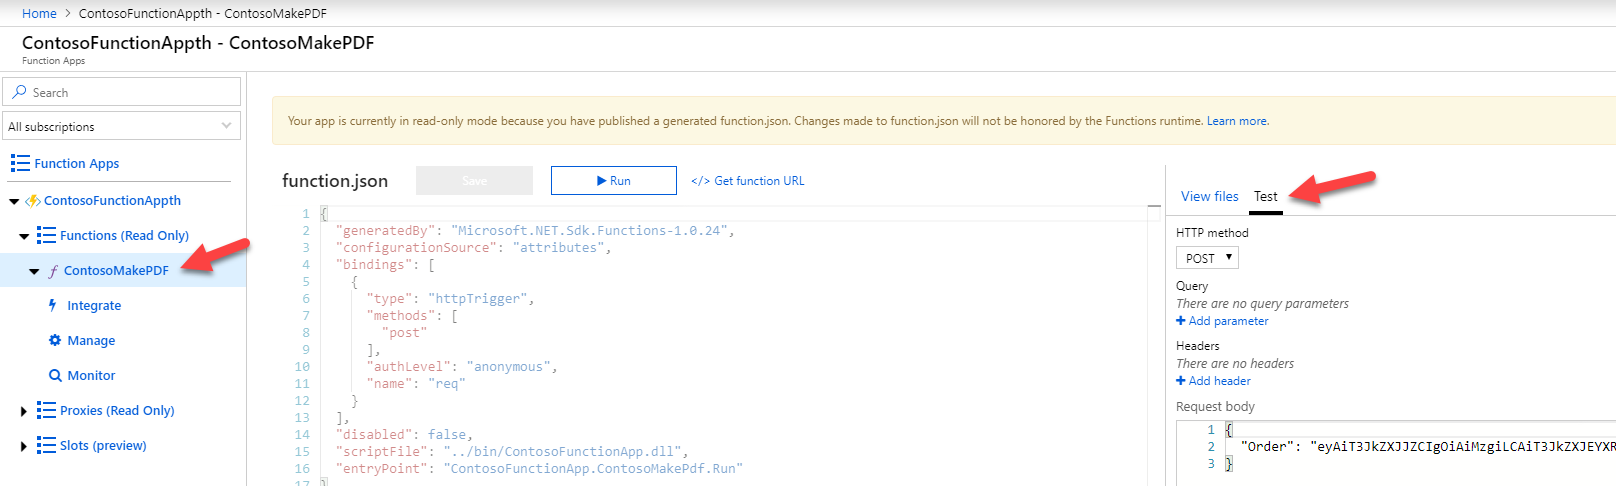 Home > ContosoFunctionAppth - ContosoMakePDF
ContosoFunctionAppth - ContosoMakePDF
Function Apps
Search
All subscriptions
Function Apps
ContosoFunctionAppth
Functions (Read Only)
ContosoMakePDF
Integrate
Manage
Monitor
Proxies (Read Only)
Slots (preview)
Your app is currently in read-only mode because you have published a generated function.json. Changes made to function.json will not be honored by the Functions runtime. Learn more.
function.json Save Run </> Get function URL
1 {
2 "generatedBy": "Microsoft.NET.Sdk.Functions-1.0.24",
3 "configurationSource": "attributes",
4 "bindings": [
5 {
6 "type": "httpTrigger",
7 "methods": [
8 "post"
9 ],
10 "authLevel": "anonymous",
11 "name": "req"
12 }
13 ],
14 "disabled": false,
15 "scriptFile": "../bin/ContosoFunctionApp.dll",
16 "entryPoint": "ContosoFunctionApp.ContosoMakePdf.Run"
17 }
View files Test
HTTP method
POST
Query
There are no query parameters
+ Add parameter
Headers
There are no headers
+ Add header
Request body
1 {
2 "Order": "eyAiT3JkZXJJZCIgOiAiMzgiLCAiT3JkZXJEYXR
3 }